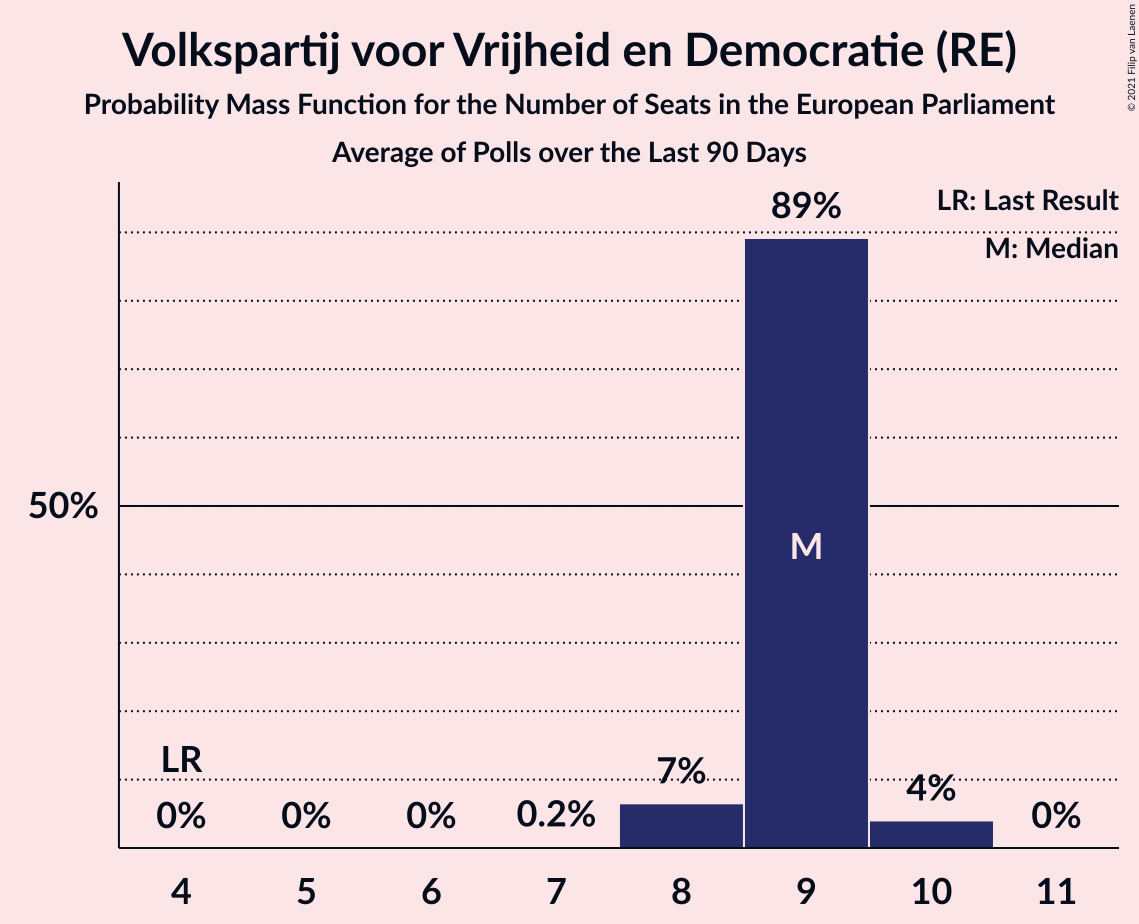 Volkspartij voor Vrijheid en Democratie (RE)
Probability Mass Function for the Number of Seats in the European Parliament
Average of Polls over the Last 90 Days
© 2021 Filip van Laenen
LR: Last Result
M: Median
89%
50%
M
LR
0%
0%
0%
0.2%
7%
4%
0%
4 5 6 7 8 9 10 11